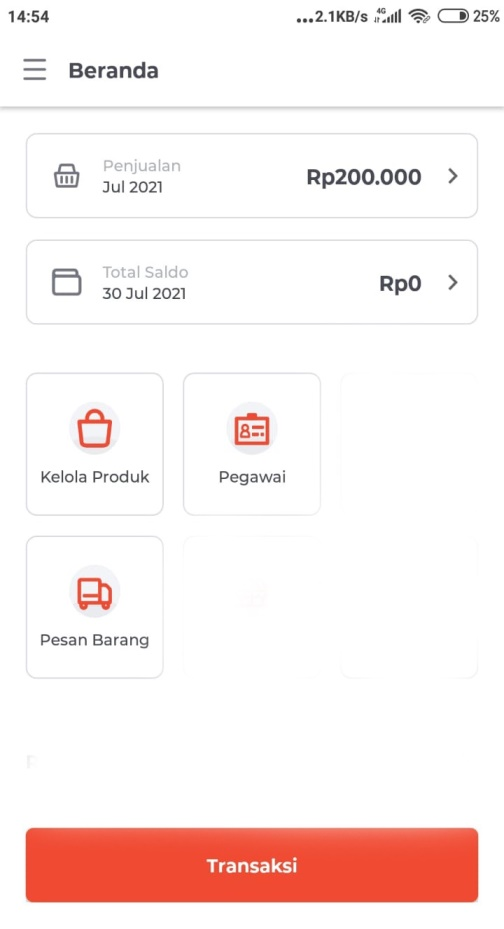 14:54
...2.1KB/s 4G 25%
Beranda
Penjualan
Jul 2021
Rp200.000
Total Saldo
30 Jul 2021
Rp0
Kelola Produk
Pegawai
Pesan Barang
Transaksi